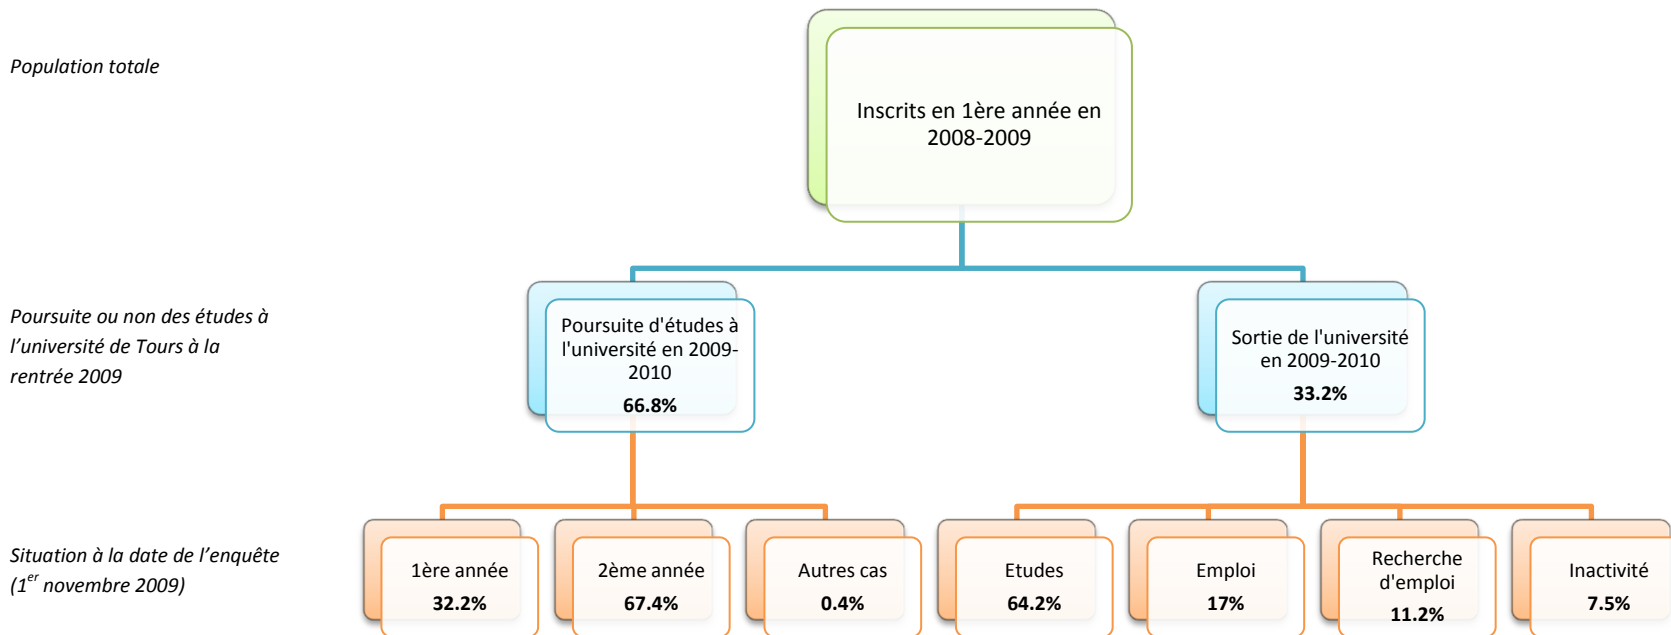 Population totale
Inscrits en 1ère année en
2008-2009
Poursuite ou non des études à
l'université de Tours à la
rentrée 2009
Poursuite d'études à
l'université en 2009-
2010
66.8%
Sortie de l'université
en 2009-2010
33.2%
Situation à la date de l'enquête
(1er novembre 2009)
1ère année
32.2%
2ème année
67.4%
Autres cas
0.4%
Etudes
64.2%
Emploi
17%
Recherche
d'emploi
11.2%
Inactivité
7.5%